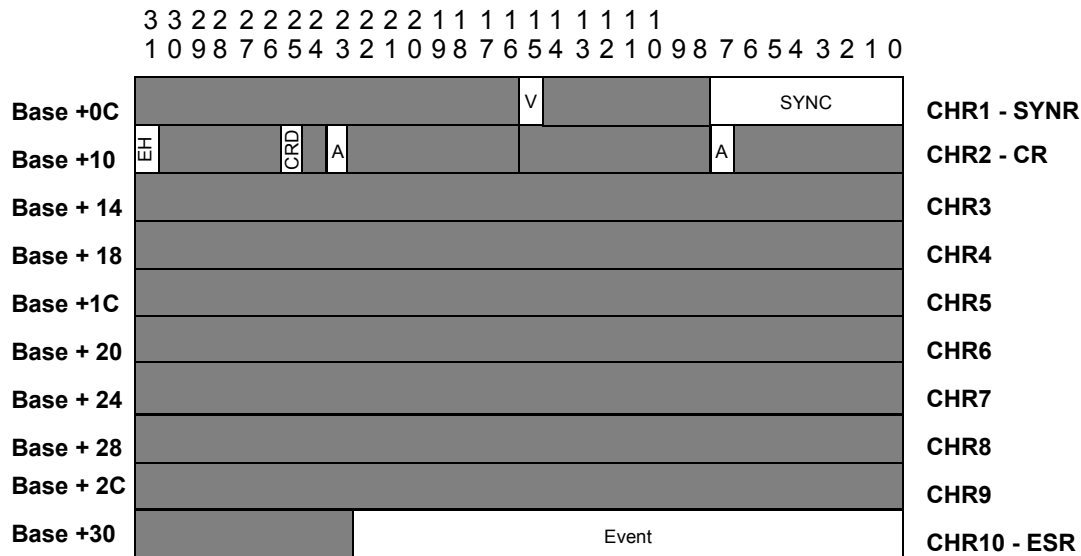 3 3 2 2 2 2 2 2 2 2 2 2 1 1 1 1 1 1 1 1 1 1
1 0 9 8 7 6 5 4 3 2 1 0 9 8 7 6 5 4 3 2 1 0 9 8 7 6 5 4 3 2 1 0
Base +0C V SYNC CHR1 - SYNR
Base +10 EH CRD A A CHR2 - CR
Base + 14 CHR3
Base + 18 CHR4
Base +1C CHR5
Base + 20 CHR6
Base + 24 CHR7
Base + 28 CHR8
Base + 2C CHR9
Base +30 Event CHR10 - ESR